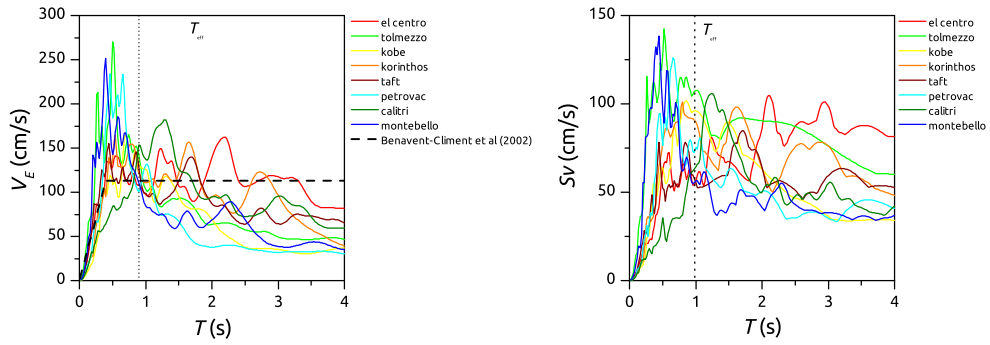 300
250
200
150
100
50
0
V_E (cm/s)
T_eff
0 1 2 3 4
T (s)
el centro
tolmezzo
kobe
korinthos
taft
petrovac
calitri
montebello
Benavent-Climent et al (2002)
150
100
50
0
Sv (cm/s)
T_eff
0 1 2 3 4
T (s)
el centro
tolmezzo
kobe
korinthos
taft
petrovac
calitri
montebello